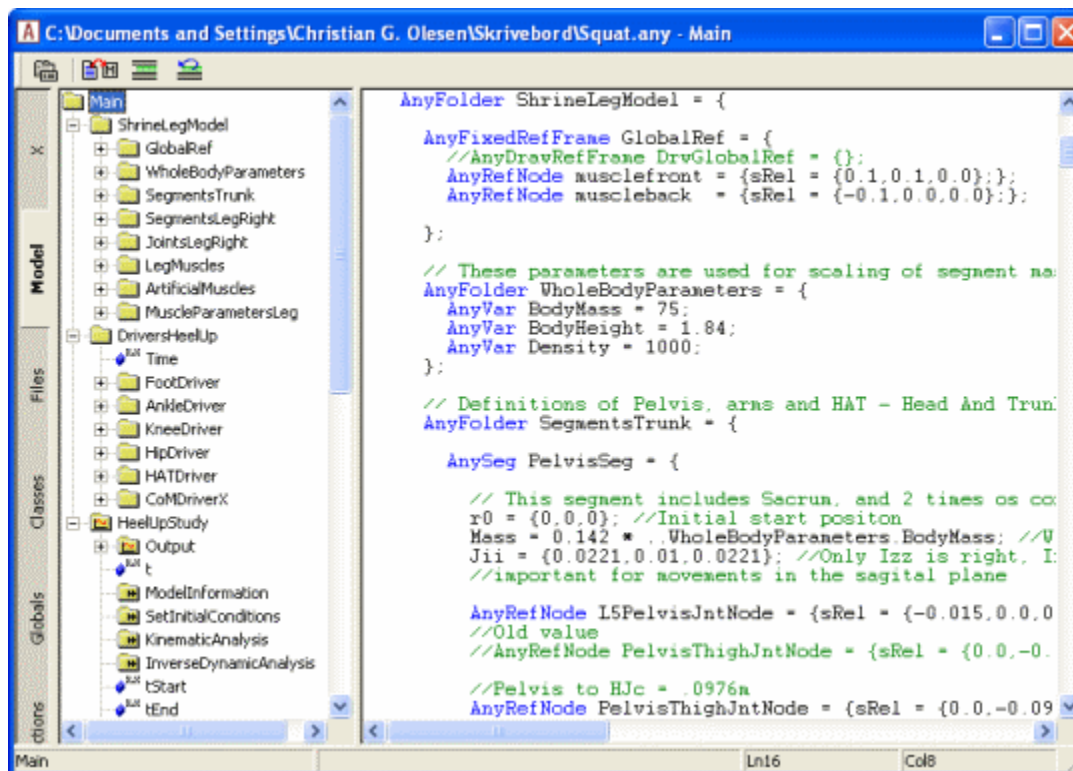 C:\Documents and Settings\Christian G. Olesen\Skrivebord\Squat.any - Main
Model
Files
Classes
Globals
Main
ShrineLegModel
GlobalRef
WholeBodyParameters
SegmentsTrunk
SegmentsLegRight
JointsLegRight
LegMuscles
ArtificialMuscles
MuscleParametersLeg
DriversHeelUp
Time
FootDriver
AnkleDriver
KneeDriver
HipDriver
HATDriver
CoMDriverX
HeelUpStudy
Output
t
ModelInformation
SetInitialConditions
KinematicAnalysis
InverseDynamicAnalysis
tStart
tEnd
AnyFolder ShrineLegModel = {
AnyFixedRefFrame GlobalRef = {
//AnyDrawRefFrame DrwGlobalRef = {};
AnyRefNode musclefront = {sRel = {0.1,0.1,0.0};};
AnyRefNode muscleback  = {sRel = {-0.1,0.0,0.0};};
};
// These parameters are used for scaling of segment ma
AnyFolder WholeBodyParameters = {
AnyVar BodyMass = 75;
AnyVar BodyHeight = 1.84;
AnyVar Density = 1000;
};
// Definitions of Pelvis, arms and HAT - Head And Trun
AnyFolder SegmentsTrunk = {
AnySeg PelvisSeg = {
// This segment includes Sacrum, and 2 times os co
r0 = {0,0,0}; //Initial start positon
Mass = 0.142 * ..WholeBodyParameters.BodyMass; //
Jii = {0.0221,0.01,0.0221}; //Only Izz is right,
//important for movements in the sagital plane
AnyRefNode L5PelvisJntNode = {sRel = {-0.015,0.0,0
//Old value
//AnyRefNode PelvisThighJntNode = {sRel = {0.0,-0.
//Pelvis to HJc = .0976m
AnyRefNode PelvisThighJntNode = {sRel = {0.0,-0.09
Main
Ln16
Col8